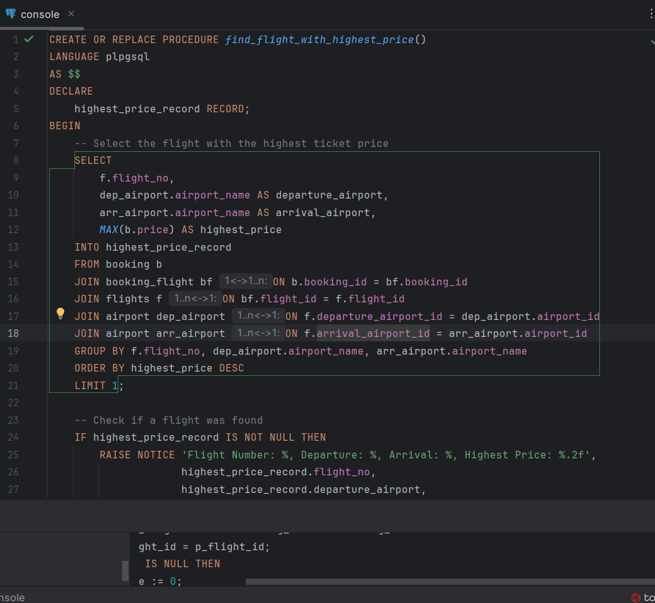 console ×
1 CREATE OR REPLACE PROCEDURE find_flight_with_highest_price()
2 LANGUAGE plpgsql
3 AS $$
4 DECLARE
5 highest_price_record RECORD;
6 BEGIN
7 -- Select the flight with the highest ticket price
8 SELECT
9 f.flight_no,
10 dep_airport.airport_name AS departure_airport,
11 arr_airport.airport_name AS arrival_airport,
12 MAX(b.price) AS highest_price
13 INTO highest_price_record
14 FROM booking b
15 JOIN booking_flight bf 1<->1..n: ON b.booking_id = bf.booking_id
16 JOIN flights f 1..n<->1: ON bf.flight_id = f.flight_id
17 JOIN airport dep_airport 1..n<->1: ON f.departure_airport_id = dep_airport.airport_id
18 JOIN airport arr_airport 1..n<->1: ON f.arrival_airport_id = arr_airport.airport_id
19 GROUP BY f.flight_no, dep_airport.airport_name, arr_airport.airport_name
20 ORDER BY highest_price DESC
21 LIMIT 1;
22
23 -- Check if a flight was found
24 IF highest_price_record IS NOT NULL THEN
25 RAISE NOTICE 'Flight Number: %, Departure: %, Arrival: %, Highest Price: %.2f',
26 highest_price_record.flight_no,
27 highest_price_record.departure_airport,
ght_id = p_flight_id;
IS NULL THEN
e := 0;
nsole
to